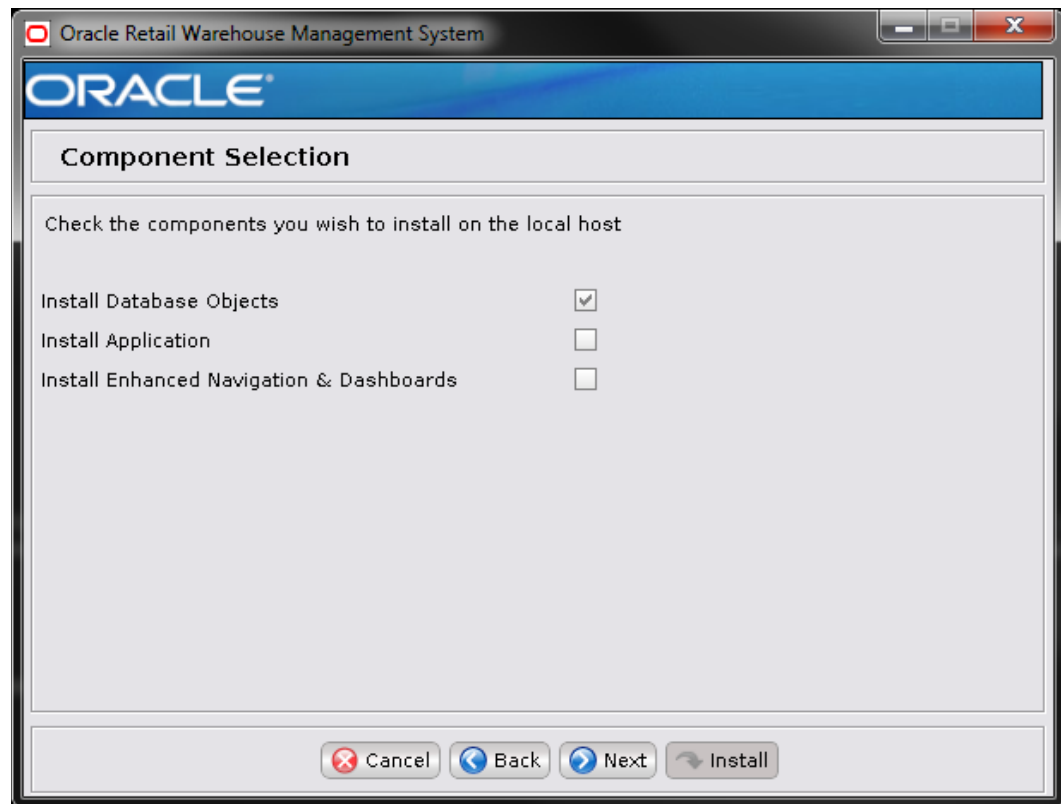 Oracle Retail Warehouse Management System
ORACLE®
Component Selection
Check the components you wish to install on the local host
Install Database Objects
Install Application
Install Enhanced Navigation & Dashboards
Cancel Back Next Install